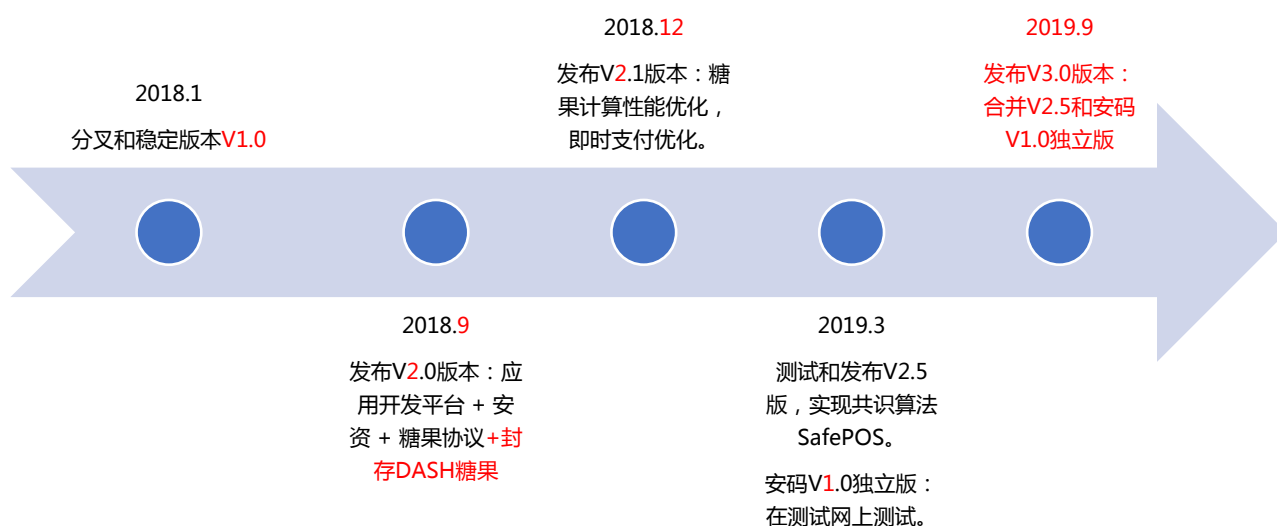 2018.1
分叉和稳定版本V1.0
2018.9
发布V2.0版本：应
用开发平台 + 安
资 + 糖果协议+封
存DASH糖果
2018.12
发布V2.1版本：糖
果计算性能优化，
即时支付优化。
2019.3
测试和发布V2.5
版，实现共识算法
SafePOS。
安码V1.0独立版：
在测试网上测试。
2019.9
发布V3.0版本：
合并V2.5和安码
V1.0独立版